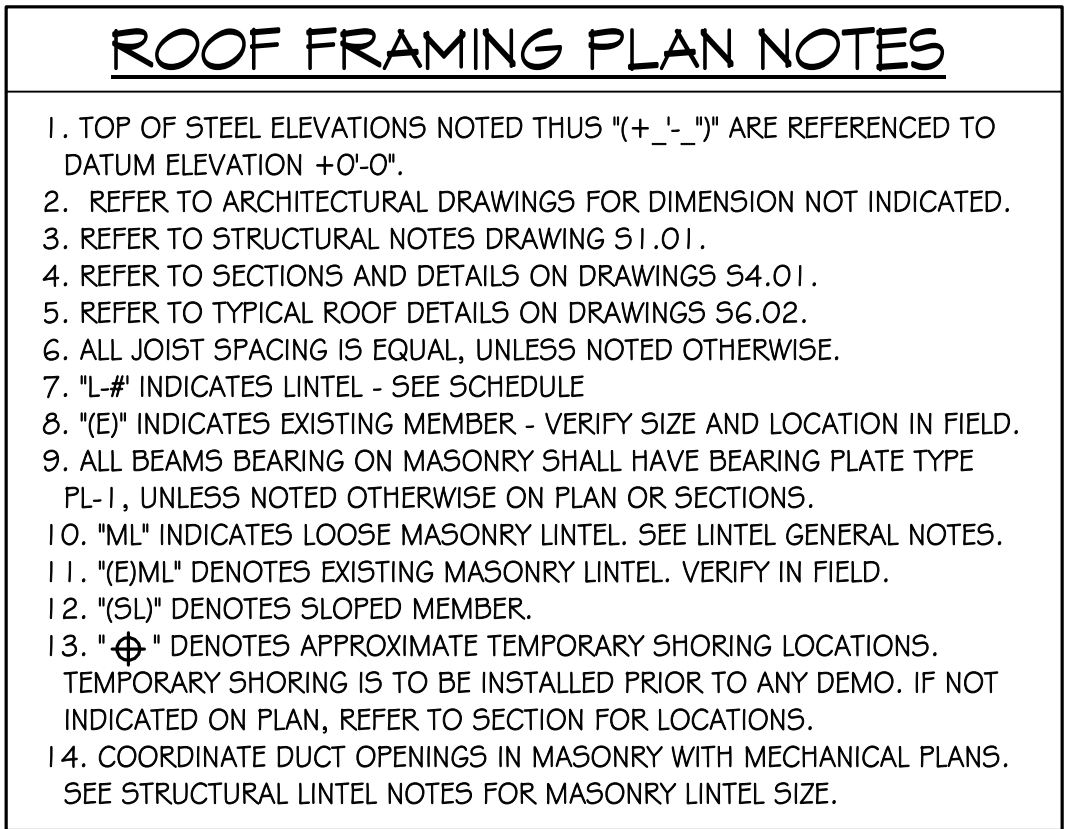 ROOF FRAMING PLAN NOTES
1. TOP OF STEEL ELEVATIONS NOTED THUS "(+_'-_")" ARE REFERENCED TO
DATUM ELEVATION +0'-0".
2. REFER TO ARCHITECTURAL DRAWINGS FOR DIMENSION NOT INDICATED.
3. REFER TO STRUCTURAL NOTES DRAWING S1.01.
4. REFER TO SECTIONS AND DETAILS ON DRAWINGS S4.01.
5. REFER TO TYPICAL ROOF DETAILS ON DRAWINGS S6.02.
6. ALL JOIST SPACING IS EQUAL, UNLESS NOTED OTHERWISE.
7. "L-#' INDICATES LINTEL - SEE SCHEDULE
8. "(E)" INDICATES EXISTING MEMBER - VERIFY SIZE AND LOCATION IN FIELD.
9. ALL BEAMS BEARING ON MASONRY SHALL HAVE BEARING PLATE TYPE
PL-1, UNLESS NOTED OTHERWISE ON PLAN OR SECTIONS.
10. "ML" INDICATES LOOSE MASONRY LINTEL. SEE LINTEL GENERAL NOTES.
11. "(E)ML" DENOTES EXISTING MASONRY LINTEL. VERIFY IN FIELD.
12. "(SL)" DENOTES SLOPED MEMBER.
13. " ⌖ " DENOTES APPROXIMATE TEMPORARY SHORING LOCATIONS.
TEMPORARY SHORING IS TO BE INSTALLED PRIOR TO ANY DEMO. IF NOT
INDICATED ON PLAN, REFER TO SECTION FOR LOCATIONS.
14. COORDINATE DUCT OPENINGS IN MASONRY WITH MECHANICAL PLANS.
SEE STRUCTURAL LINTEL NOTES FOR MASONRY LINTEL SIZE.